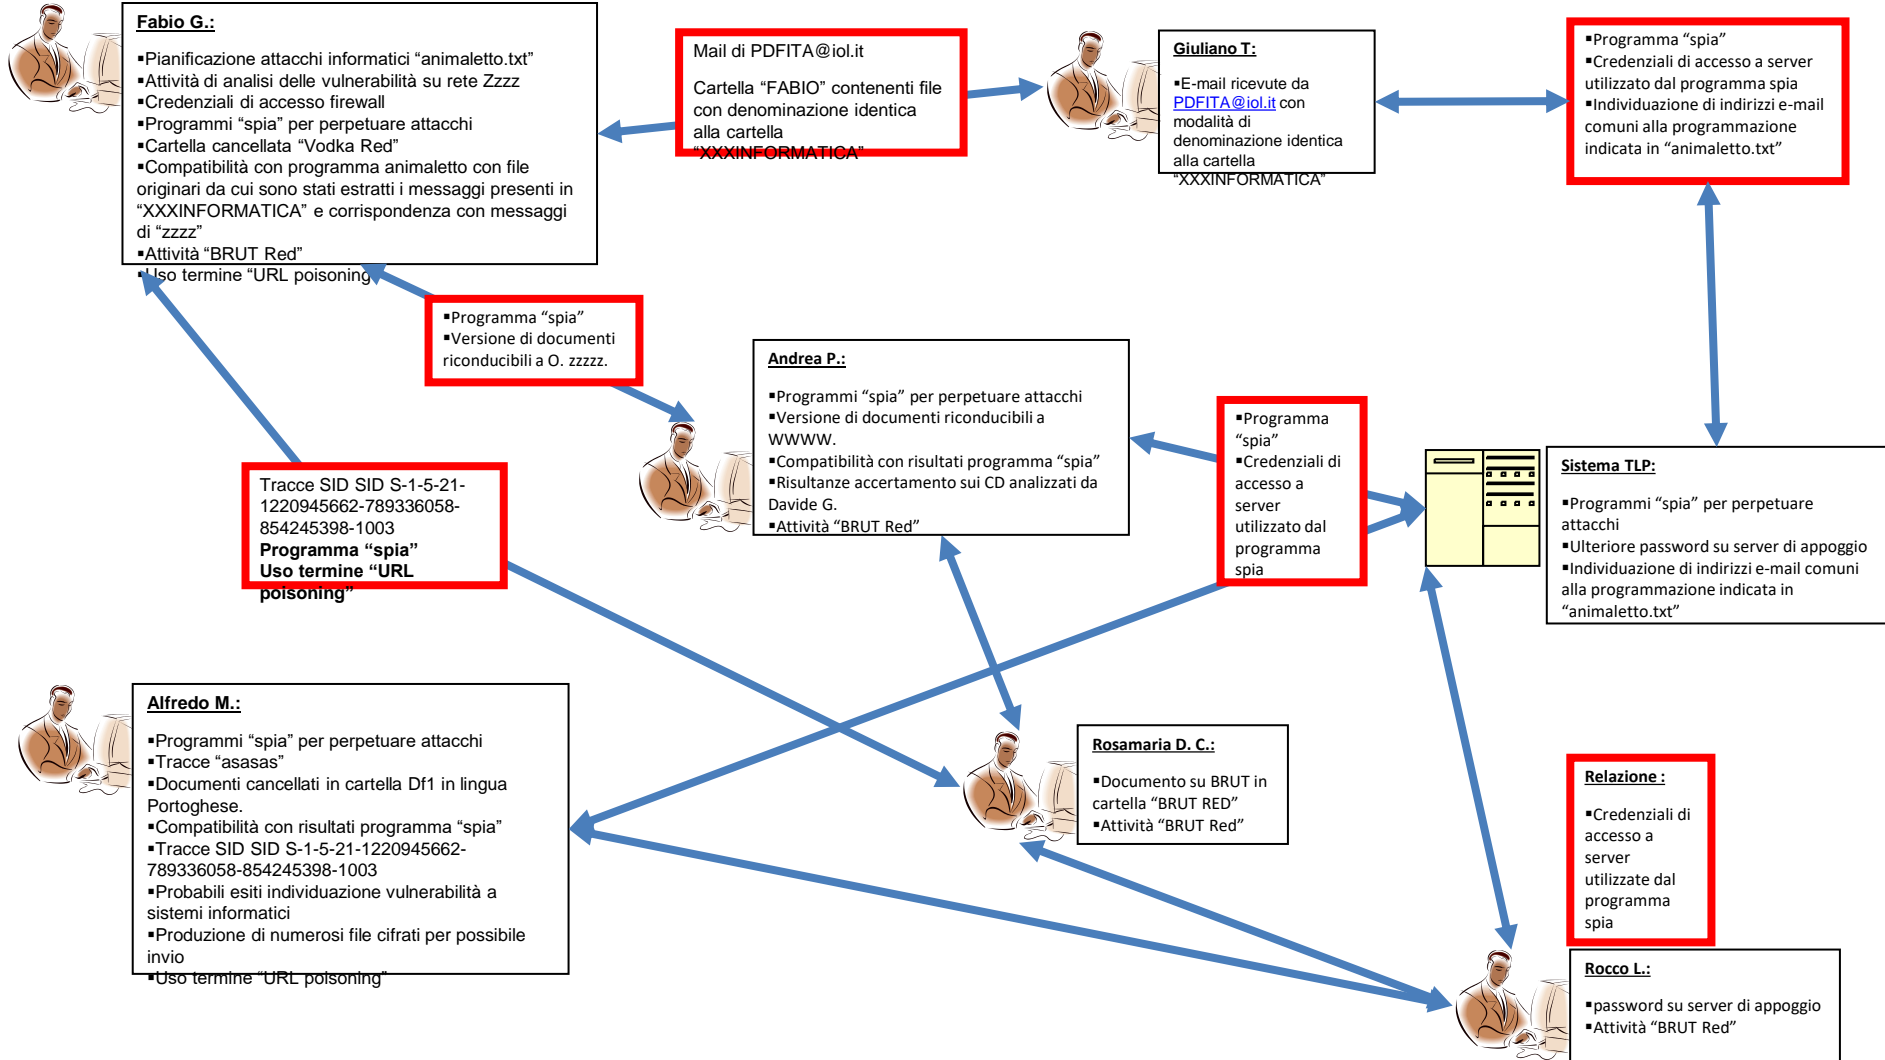 Fabio G.:
▪Pianificazione attacchi informatici “animaletto.txt”
▪Attività di analisi delle vulnerabilità su rete Zzzz
▪Credenziali di accesso firewall
▪Programmi “spia” per perpetuare attacchi
▪Cartella cancellata “Vodka Red”
▪Compatibilità con programma animaletto con file
originari da cui sono stati estratti i messaggi presenti in
“XXXINFORMATICA” e corrispondenza con messaggi
di “zzzz”
▪Attività “BRUT Red”
▪Uso termine “URL poisoning
Mail di PDFITA@iol.it
Cartella “FABIO” contenenti file
con denominazione identica
alla cartella
“XXXINFORMATICA”
Giuliano T:
▪E-mail ricevute da
PDFITA@iol.it con
modalità di
denominazione identica
alla cartella
“XXXINFORMATICA”
▪Programma “spia”
▪Credenziali di accesso a server
utilizzato dal programma spia
▪Individuazione di indirizzi e-mail
comuni alla programmazione
indicata in “animaletto.txt”
▪Programma “spia”
▪Versione di documenti
riconducibili a O. zzzzz.
Andrea P.:
▪Programmi “spia” per perpetuare attacchi
▪Versione di documenti riconducibili a
WWWW.
▪Compatibilità con risultati programma “spia”
▪Risultanze accertamento sui CD analizzati da
Davide G.
▪Attività “BRUT Red”
▪Programma
“spia”
▪Credenziali di
accesso a
server
utilizzato dal
programma
spia
Sistema TLP:
▪Programmi “spia” per perpetuare
attacchi
▪Ulteriore password su server di appoggio
▪Individuazione di indirizzi e-mail comuni
alla programmazione indicata in
“animaletto.txt”
Tracce SID SID S-1-5-21-
1220945662-789336058-
854245398-1003
Programma “spia”
Uso termine “URL
poisoning”
Alfredo M.:
▪Programmi “spia” per perpetuare attacchi
▪Tracce “asasas”
▪Documenti cancellati in cartella Df1 in lingua
Portoghese.
▪Compatibilità con risultati programma “spia”
▪Tracce SID SID S-1-5-21-1220945662-
789336058-854245398-1003
▪Probabili esiti individuazione vulnerabilità a
sistemi informatici
▪Produzione di numerosi file cifrati per possibile
invio
▪Uso termine “URL poisoning”
Rosamaria D. C.:
▪Documento su BRUT in
cartella “BRUT RED”
▪Attività “BRUT Red”
Relazione :
▪Credenziali di
accesso a
server
utilizzate dal
programma
spia
Rocco L.:
▪password su server di appoggio
▪Attività “BRUT Red”